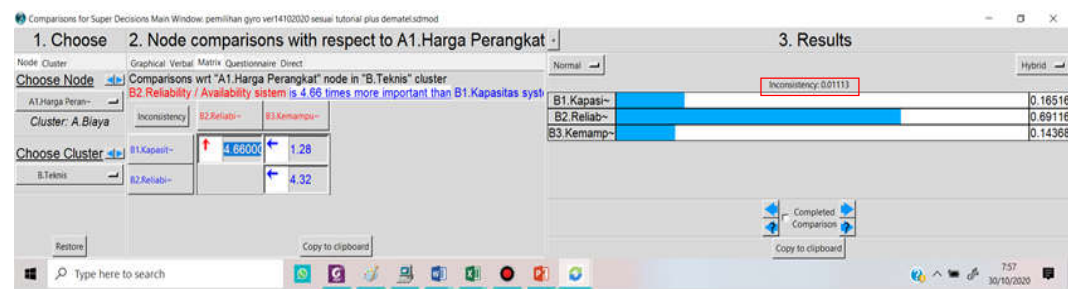 Comparisons for Super Decisions Main Window: pemilihan gyro ver14102020 sesuai tutorial plus dematel.sdmod
1. Choose
Node Cluster
Choose Node
A1.Harga Peran~
Cluster: A.Biaya
Choose Cluster
B.Teknis
Restore
2. Node comparisons with respect to A1.Harga Perangkat
Graphical Verbal Matrix Questionnaire Direct
Comparisons wrt "A1.Harga Perangkat" node in "B.Teknis" cluster
B2.Reliability / Availability sistem is 4.66 times more important than B1.Kapasitas syst
Inconsistency B2.Reliabi~ B3.Kemampu~
B1.Kapasit~ 4.66000 1.28
B2.Reliabi~ 4.32
Copy to clipboard
3. Results
Normal Hybrid
Inconsistency: 0.01113
B1.Kapasi~ 0.16516
B2.Reliab~ 0.69116
B3.Kemamp~ 0.14368
Completed
Comparison
Copy to clipboard
Type here to search
7:57
30/10/2020